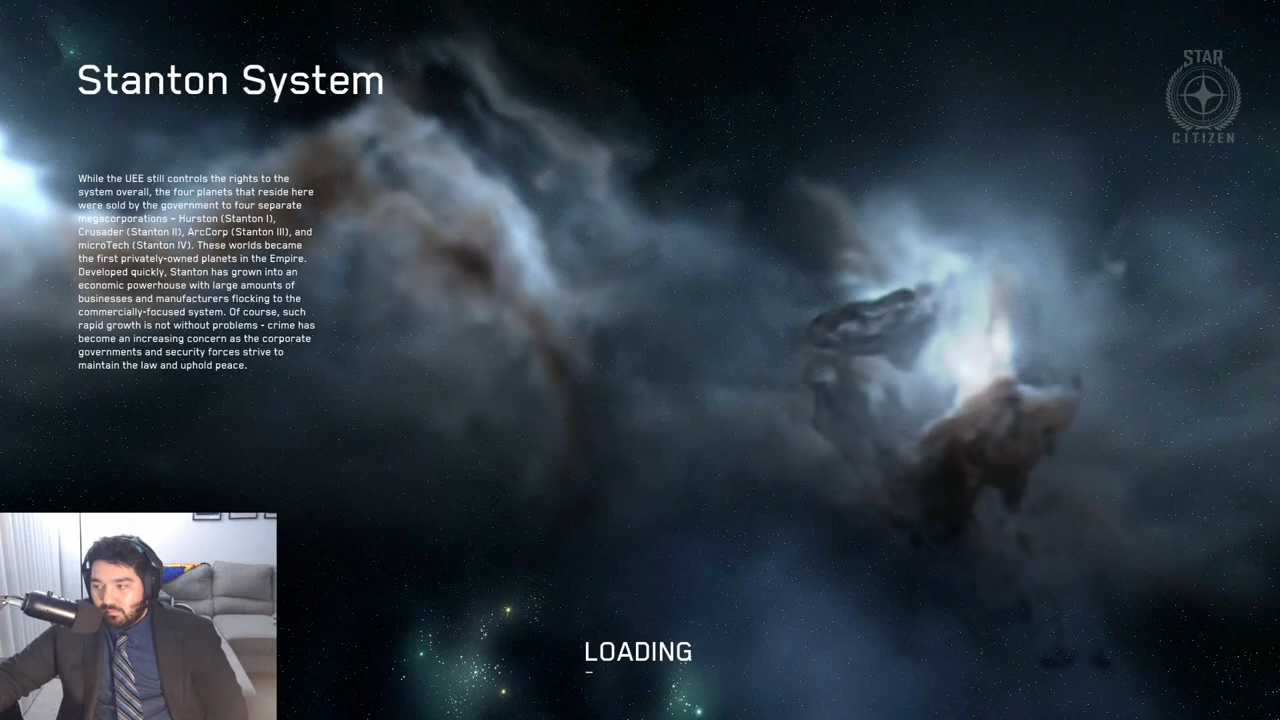 Stanton System
STAR
CITIZEN
While the UEE still controls the rights to the
system overall, the four planets that reside here
were sold by the government to four separate
megacorporations – Hurston (Stanton I),
Crusader (Stanton II), ArcCorp (Stanton III), and
microTech (Stanton IV). These worlds became
the first privately-owned planets in the Empire.
Developed quickly, Stanton has grown into an
economic powerhouse with large amounts of
businesses and manufacturers flocking to the
commercially-focused system. Of course, such
rapid growth is not without problems - crime has
become an increasing concern as the corporate
governments and security forces strive to
maintain the law and uphold peace.
LOADING